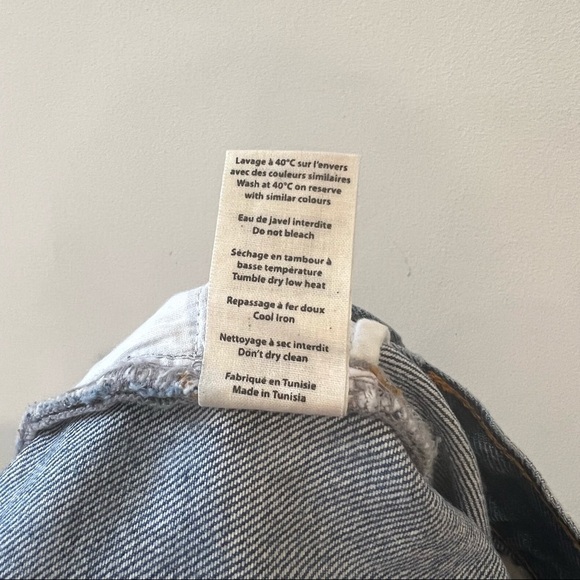 Lavage à 40°C sur l'envers
avec des couleurs similaires
Wash at 40°C on reserve
with similar colours
Eau de javel interdite
Do not bleach
Séchage en tambour à
basse température
Tumble dry low heat
Repassage à fer doux
Cool iron
Nettoyage à sec interdit
Don't dry clean
Fabriqué en Tunisie
Made in Tunisia